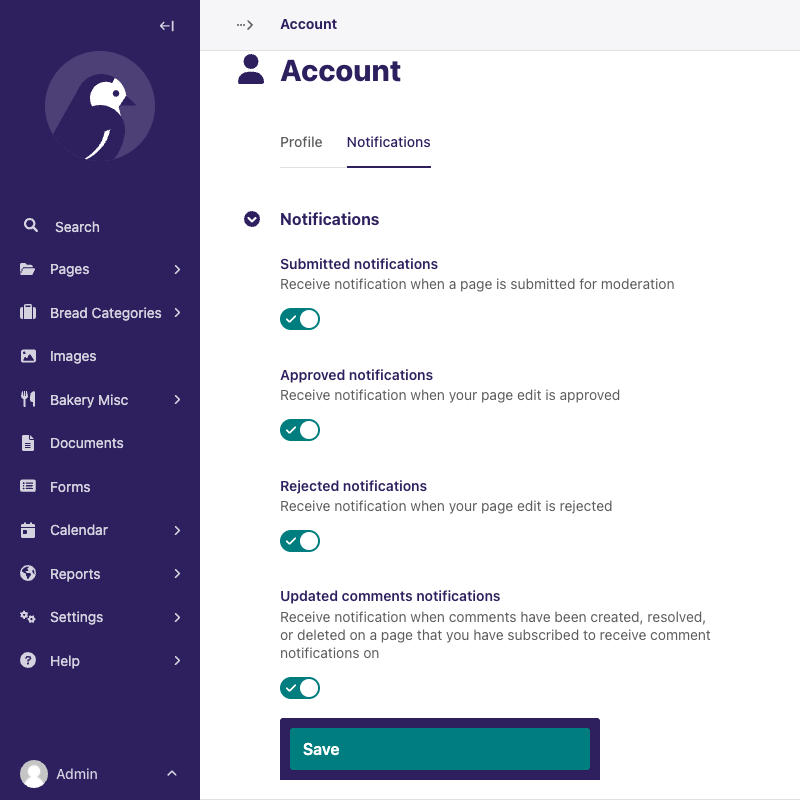 Search
Pages
Bread Categories
Images
Bakery Misc
Documents
Forms
Calendar
Reports
Settings
Help
Admin
Account
Account
Profile
Notifications
Notifications
Submitted notifications
Receive notification when a page is submitted for moderation
Approved notifications
Receive notification when your page edit is approved
Rejected notifications
Receive notification when your page edit is rejected
Updated comments notifications
Receive notification when comments have been created, resolved,
or deleted on a page that you have subscribed to receive comment
notifications on
Save